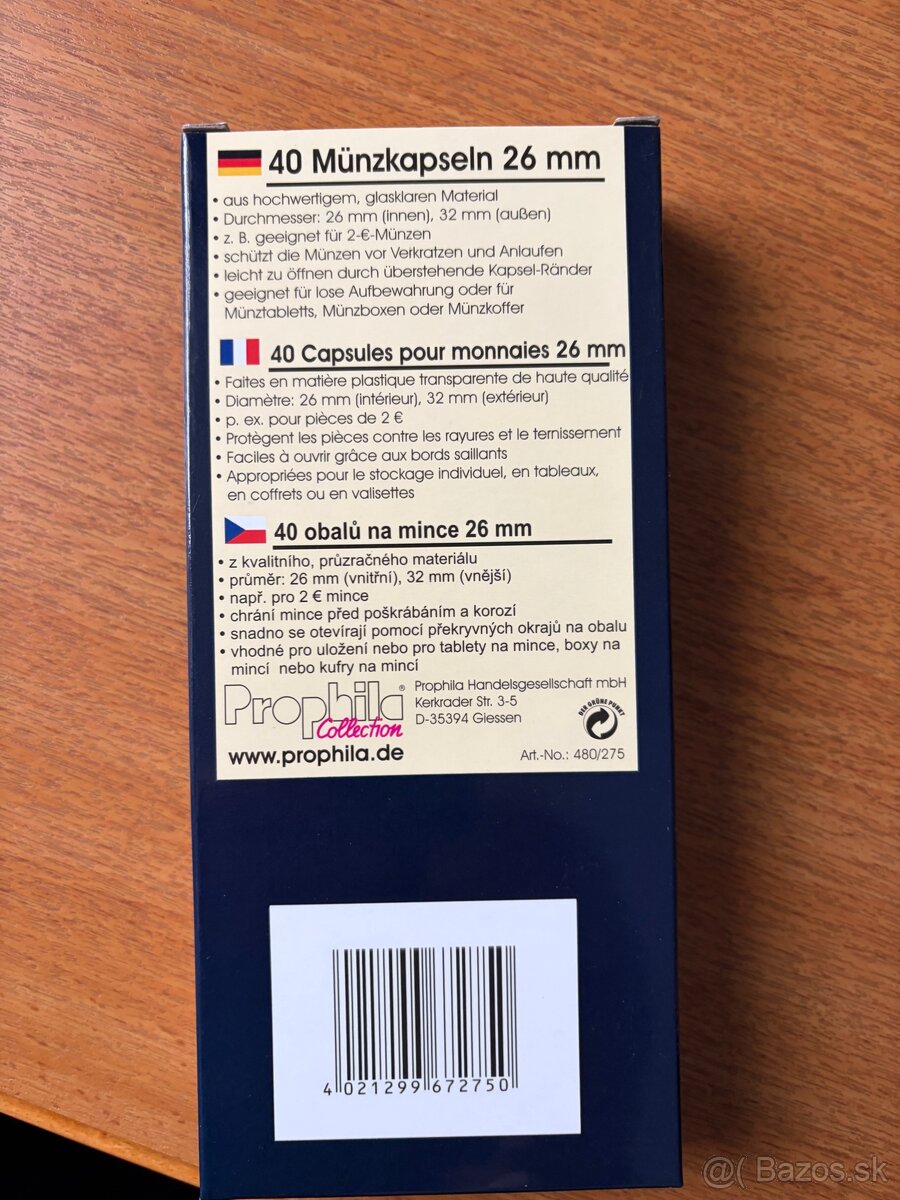 40 Münzkapseln 26 mm
• aus hochwertigem, glasklaren Material
• Durchmesser: 26 mm (innen), 32 mm (außen)
• z. B. geeignet für 2-€-Münzen
• schützt die Münzen vor Verkratzen und Anlaufen
• leicht zu öffnen durch überstehende Kapsel-Ränder
• geeignet für lose Aufbewahrung oder für
Münztabletts, Münzboxen oder Münzkoffer
40 Capsules pour monnaies 26 mm
• Faites en matière plastique transparente de haute qualité
• Diamètre: 26 mm (intérieur), 32 mm (extérieur)
• p. ex. pour pièces de 2 €
• Protègent les pièces contre les rayures et le ternissement
• Faciles à ouvrir grâce aux bords saillants
• Appropriées pour le stockage individuel, en tableaux,
en coffrets ou en valisettes
40 obalů na mince 26 mm
• z kvalitního, průzračného materiálu
• průměr: 26 mm (vnitřní), 32 mm (vnější)
• např. pro 2 € mince
• chrání mince před poškrábáním a korozí
• snadno se otevírají pomocí překryvných okrajů na obalu
• vhodné pro uložení nebo pro tablety na mince, boxy na
mincí nebo kufry na mincí
Prophila®
Collection
www.prophila.de
Prophila Handelsgesellschaft mbH
Kerkrader Str. 3-5
D-35394 Giessen
DER GRÜNE PUNKT
Art.-No.: 480/275
4 021299 672750
@( Bazos.sk